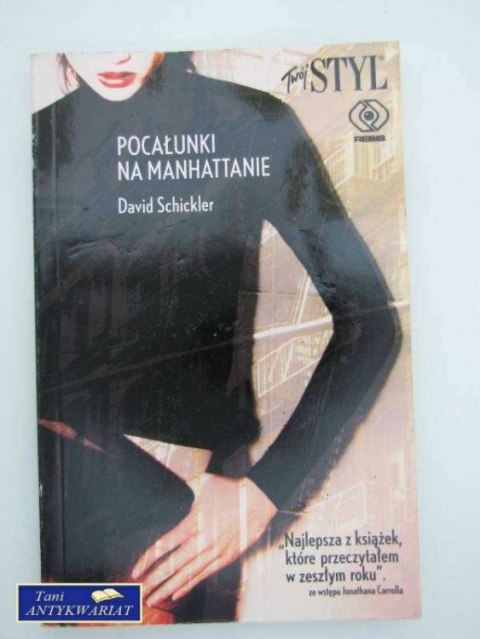 Twój STYL
REBIS
POCAŁUNKI
NA MANHATTANIE
David Schickler
„Najlepsza z książek,
które przeczytałem
w zeszłym roku”.
ze wstępu Jonathana Carrolla
Tani
ANTYKWARIAT